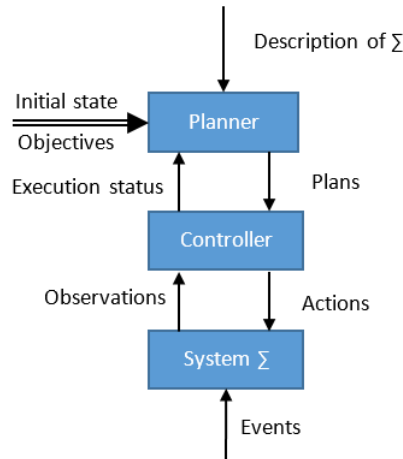 Description of ∑
Initial state
Objectives
Planner
Execution status
Plans
Controller
Observations
Actions
System ∑
Events